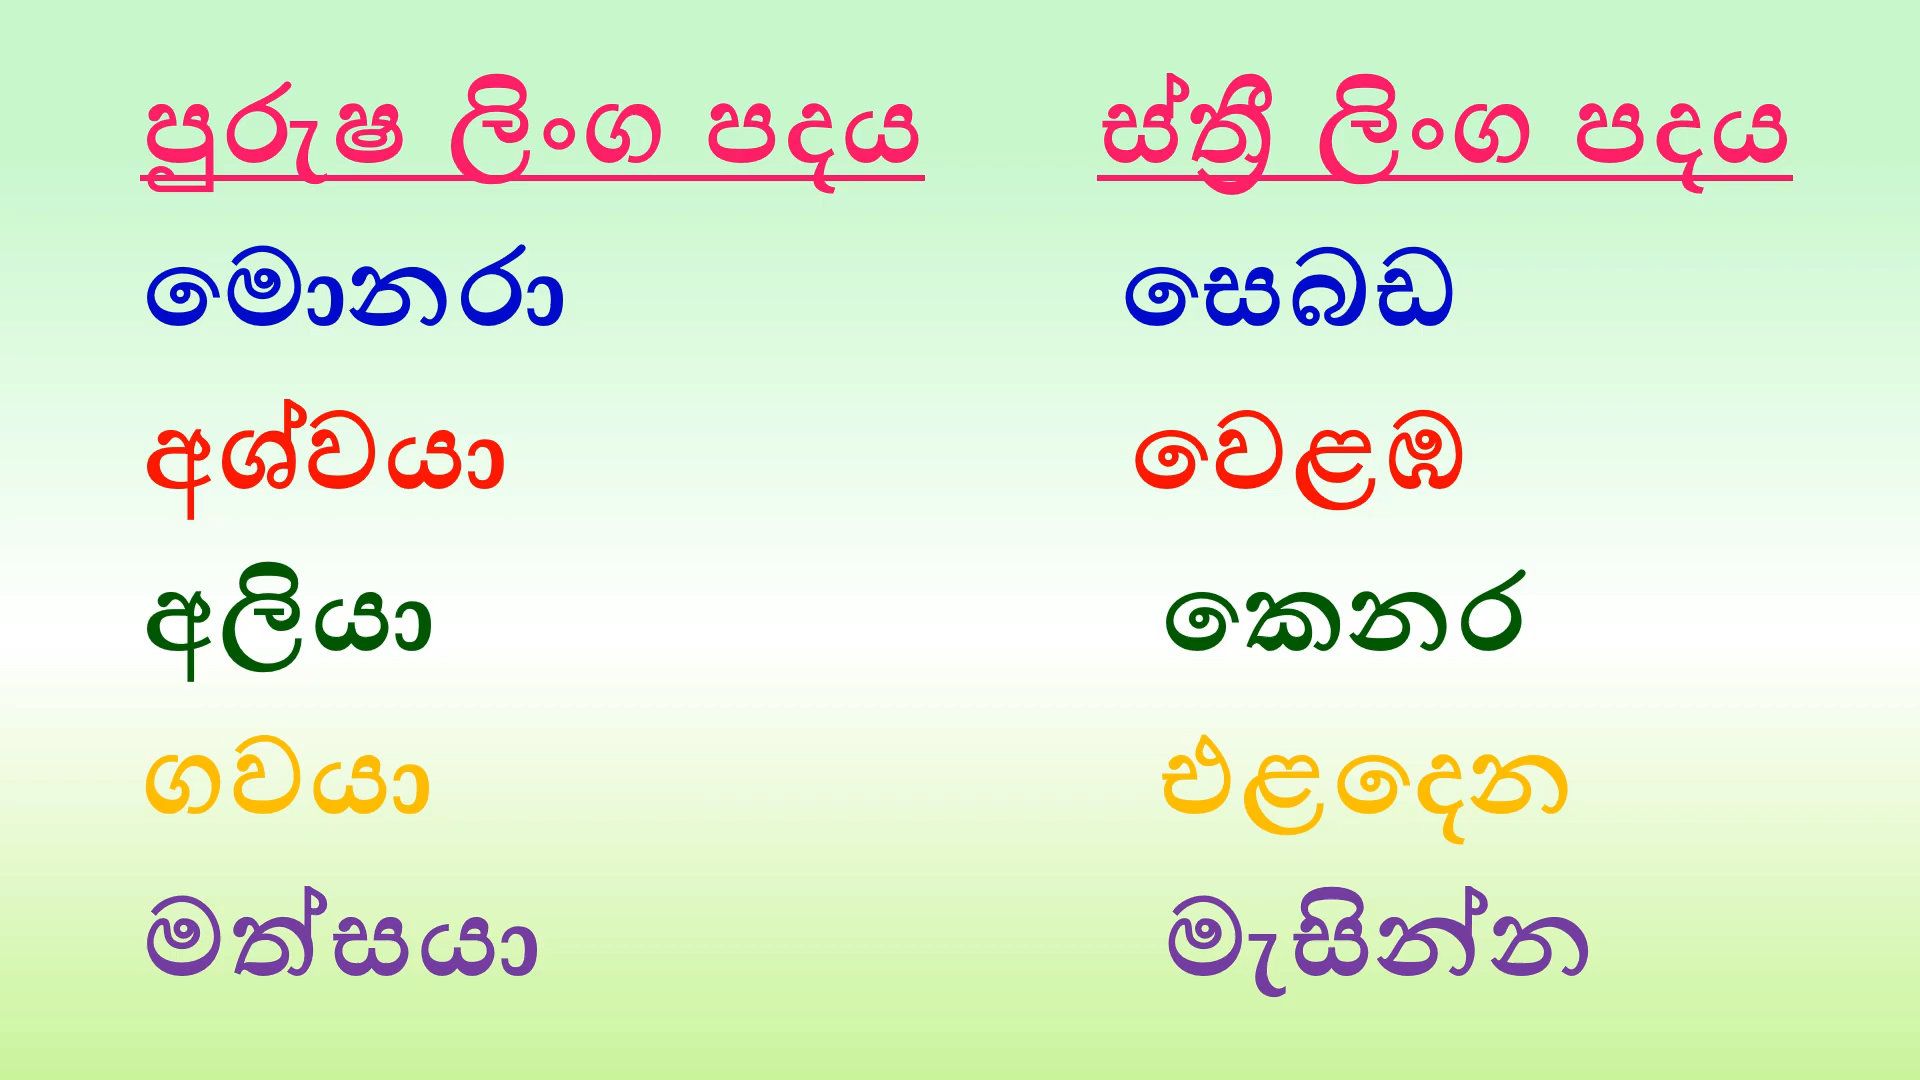 පුරුෂ ලිංග පදය ස්ත්‍රී ලිංග පදය
මොනරා සෙබඩ
අශ්වයා වෙළඹ
අලියා කෙනර
ගවයා එළදෙන
මත්සයා මැසින්න